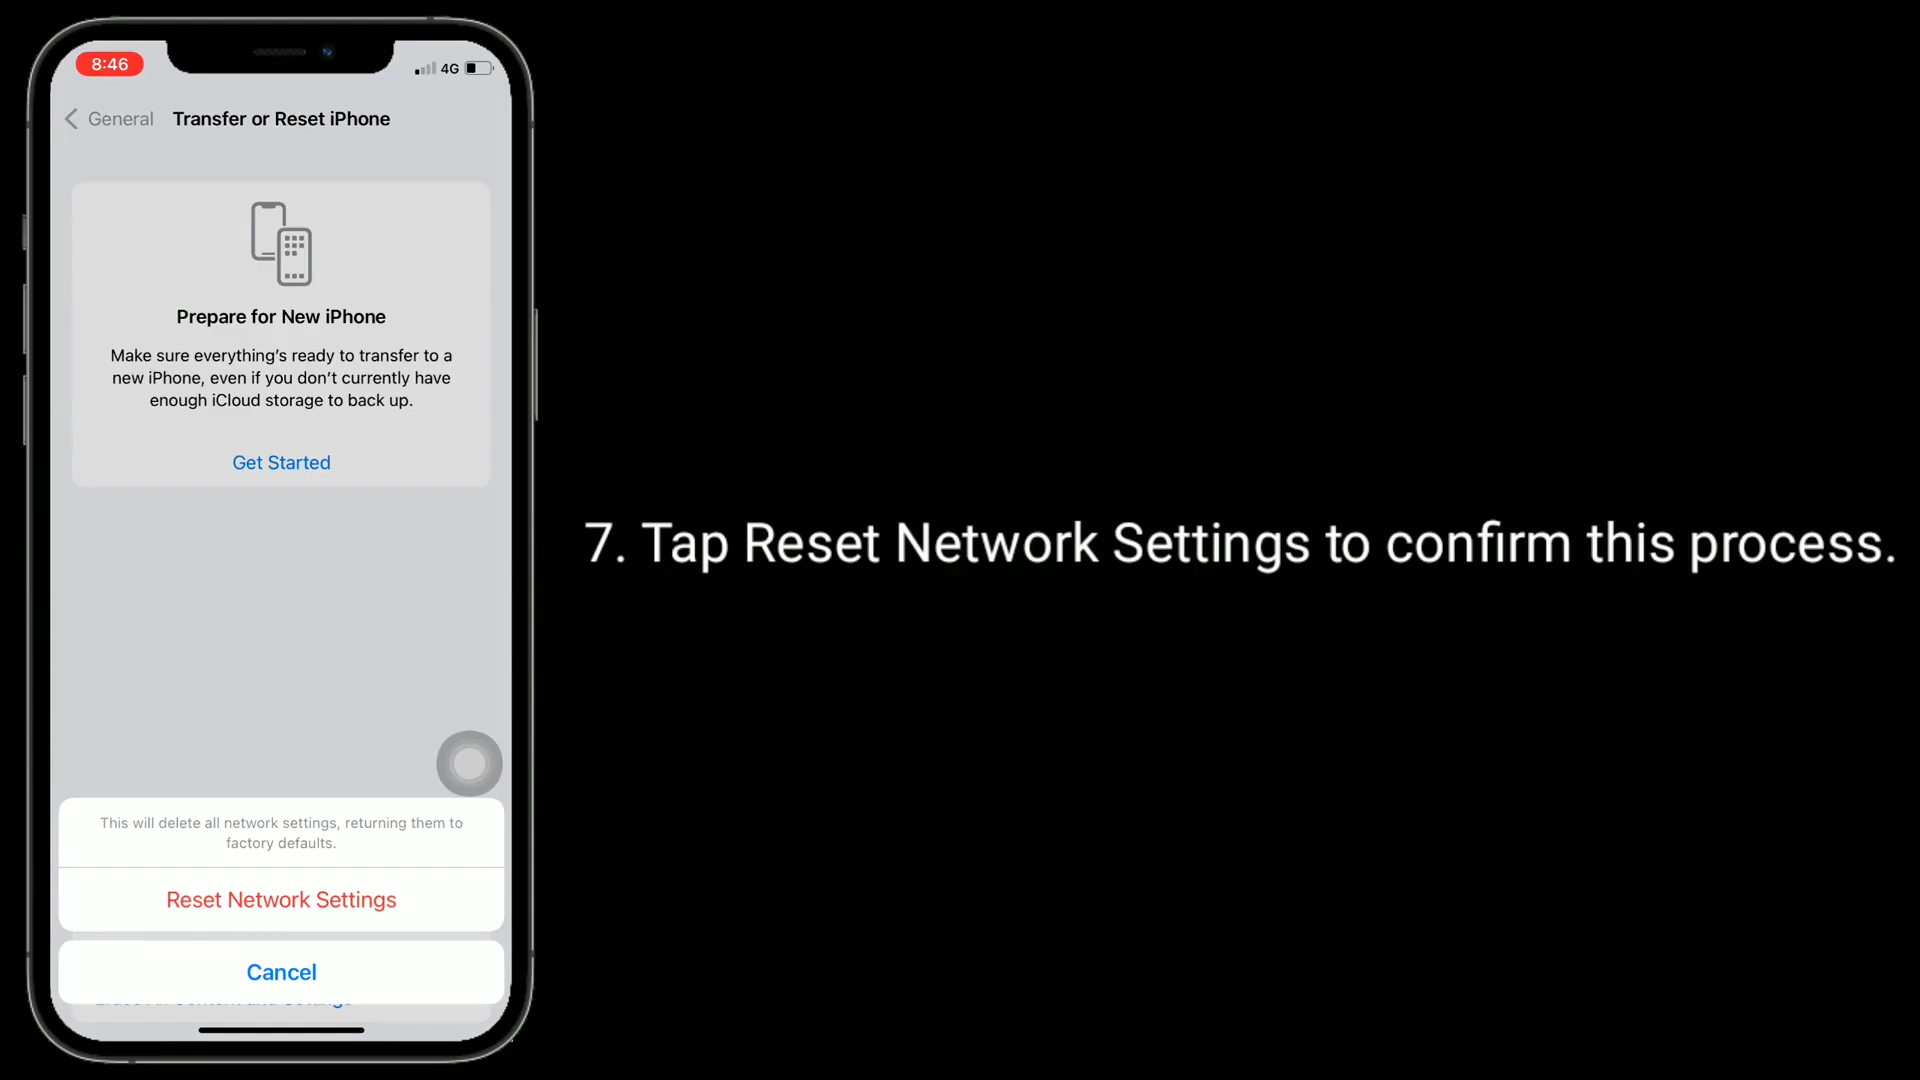 8:46
4G
General
Transfer or Reset iPhone
Prepare for New iPhone
Make sure everything's ready to transfer to a
new iPhone, even if you don't currently have
enough iCloud storage to back up.
Get Started
7. Tap Reset Network Settings to confirm this process.
This will delete all network settings, returning them to
factory defaults.
Reset Network Settings
Cancel